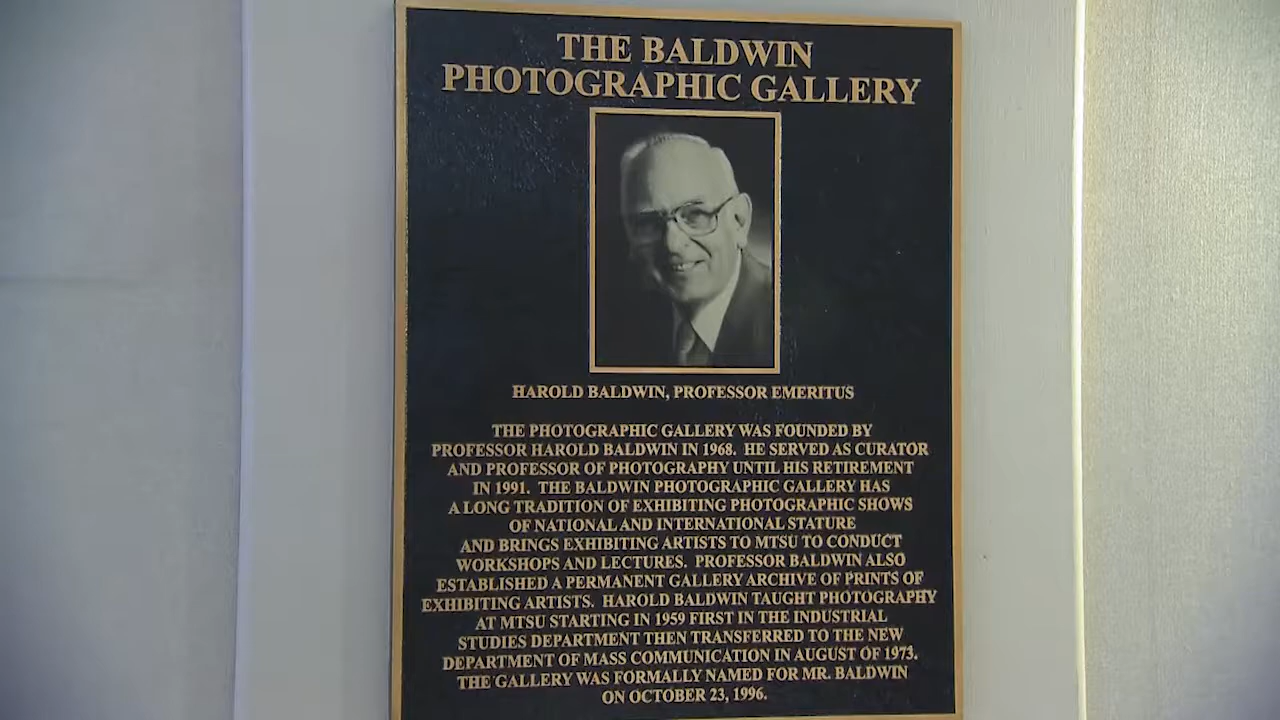 THE BALDWIN
PHOTOGRAPHIC GALLERY
HAROLD BALDWIN, PROFESSOR EMERITUS
THE PHOTOGRAPHIC GALLERY WAS FOUNDED BY
PROFESSOR HAROLD BALDWIN IN 1968. HE SERVED AS CURATOR
AND PROFESSOR OF PHOTOGRAPHY UNTIL HIS RETIREMENT
IN 1991. THE BALDWIN PHOTOGRAPHIC GALLERY HAS
A LONG TRADITION OF EXHIBITING PHOTOGRAPHIC SHOWS
OF NATIONAL AND INTERNATIONAL STATURE
AND BRINGS EXHIBITING ARTISTS TO MTSU TO CONDUCT
WORKSHOPS AND LECTURES. PROFESSOR BALDWIN ALSO
ESTABLISHED A PERMANENT GALLERY ARCHIVE OF PRINTS OF
EXHIBITING ARTISTS. HAROLD BALDWIN TAUGHT PHOTOGRAPHY
AT MTSU STARTING IN 1959 FIRST IN THE INDUSTRIAL
STUDIES DEPARTMENT THEN TRANSFERRED TO THE NEW
DEPARTMENT OF MASS COMMUNICATION IN AUGUST OF 1973.
THE GALLERY WAS FORMALLY NAMED FOR MR. BALDWIN
ON OCTOBER 23, 1996.